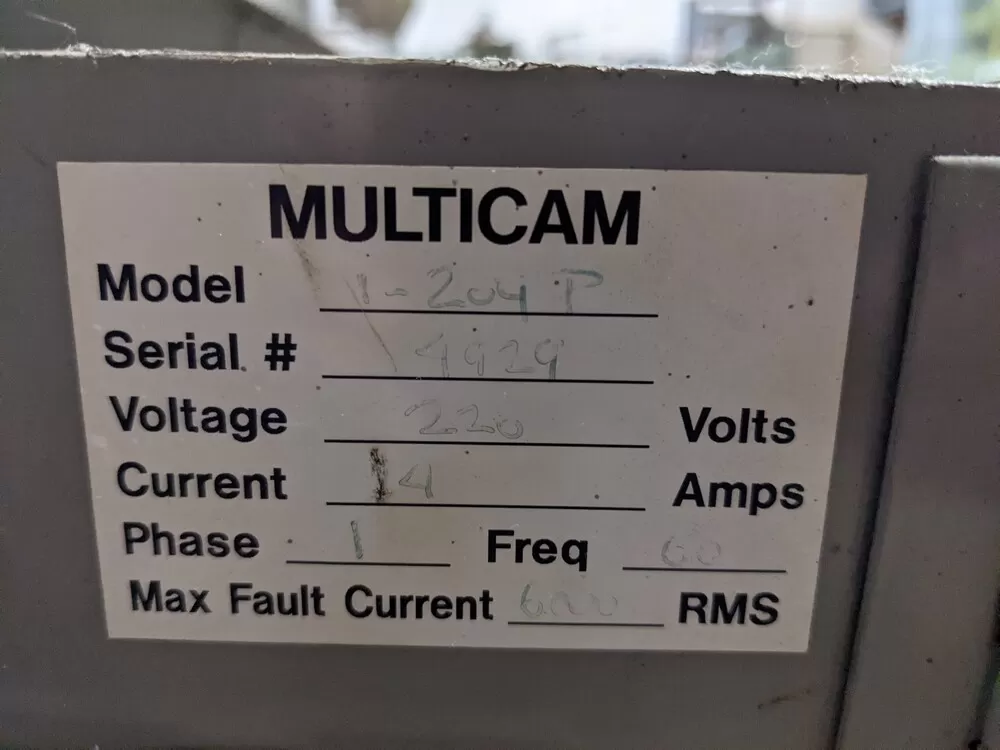 MULTICAM
Model 1-204 P
Serial # 4929
Voltage 220 Volts
Current 14 Amps
Phase 1 Freq 60
Max Fault Current RMS